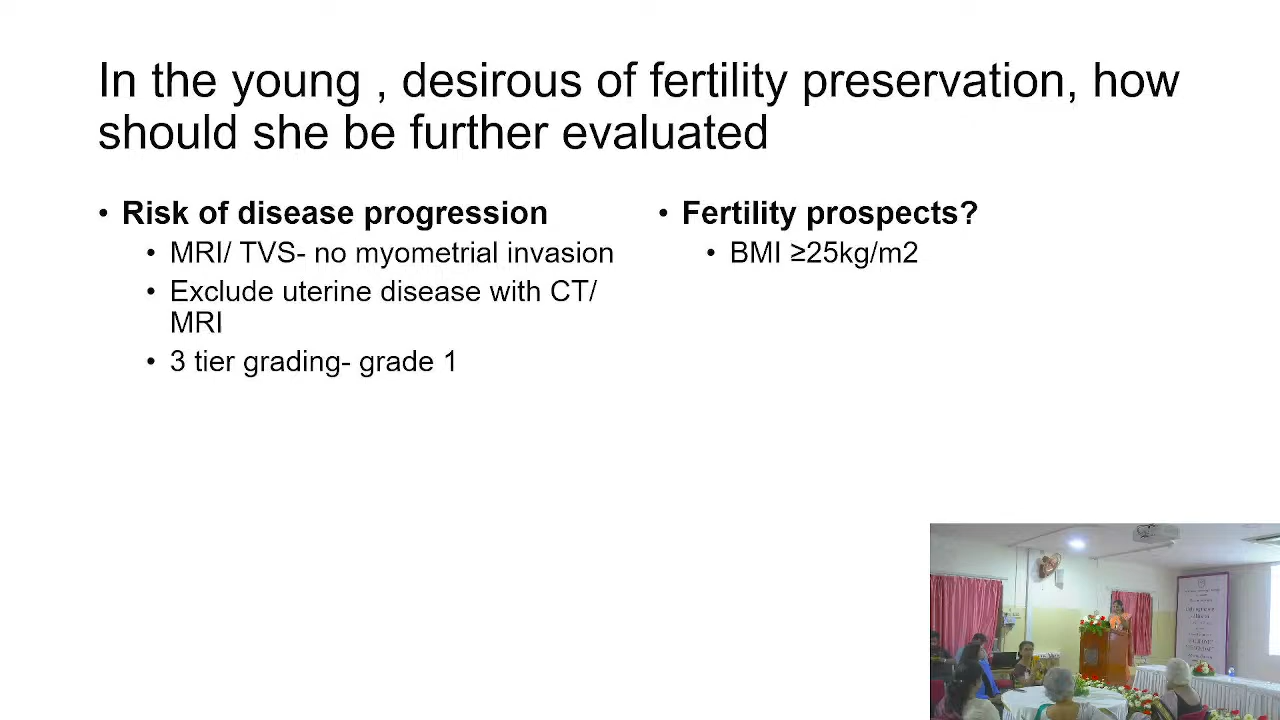 In the young , desirous of fertility preservation, how
should she be further evaluated
• Risk of disease progression
• MRI/ TVS- no myometrial invasion
• Exclude uterine disease with CT/
MRI
• 3 tier grading- grade 1
• Fertility prospects?
• BMI ≥25kg/m2